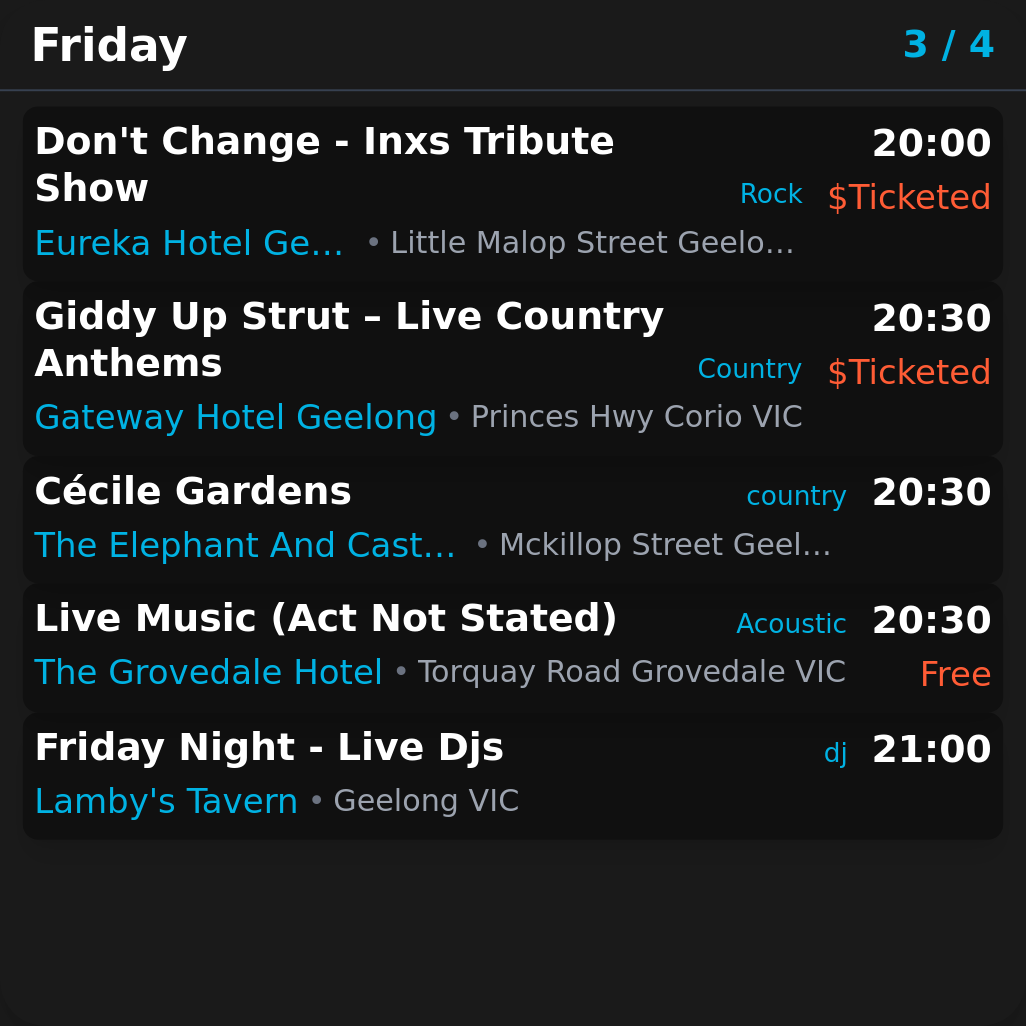 Friday 3 / 4
Don't Change - Inxs Tribute Show Rock 20:00 $Ticketed
Eureka Hotel Ge… • Little Malop Street Geelo…
Giddy Up Strut – Live Country Anthems Country 20:30 $Ticketed
Gateway Hotel Geelong • Princes Hwy Corio VIC
Cécile Gardens country 20:30
The Elephant And Cast… • Mckillop Street Geel…
Live Music (Act Not Stated) Acoustic 20:30
The Grovedale Hotel • Torquay Road Grovedale VIC Free
Friday Night - Live Djs dj 21:00
Lamby's Tavern • Geelong VIC